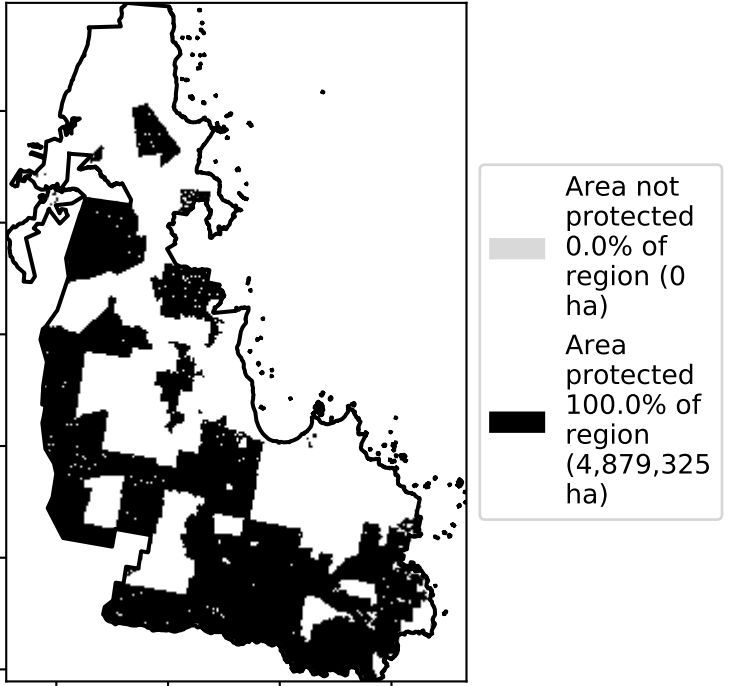 Area not
protected
0.0% of
region (0
ha)
Area
protected
100.0% of
region
(4,879,325
ha)